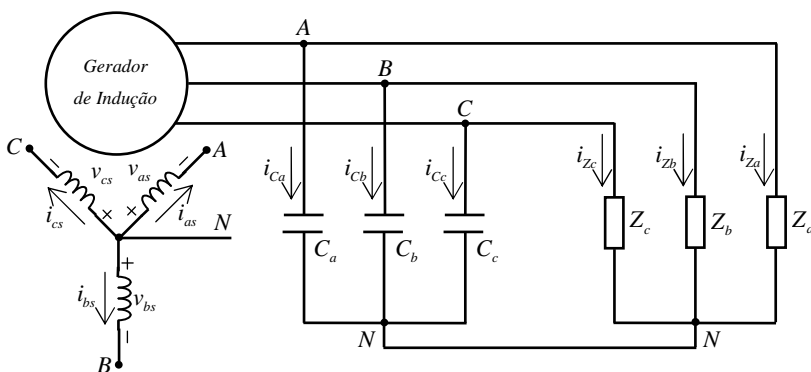 A
Gerador
de Indução
B
C
C
A
v_cs
v_as
i_cs
i_as
N
i_Ca
i_Cb
i_Cc
i_Zc
i_Zb
i_Za
C_a
C_b
C_c
Z_c
Z_b
Z_a
+
+
+
−
−
−
i_bs
v_bs
B
N
N